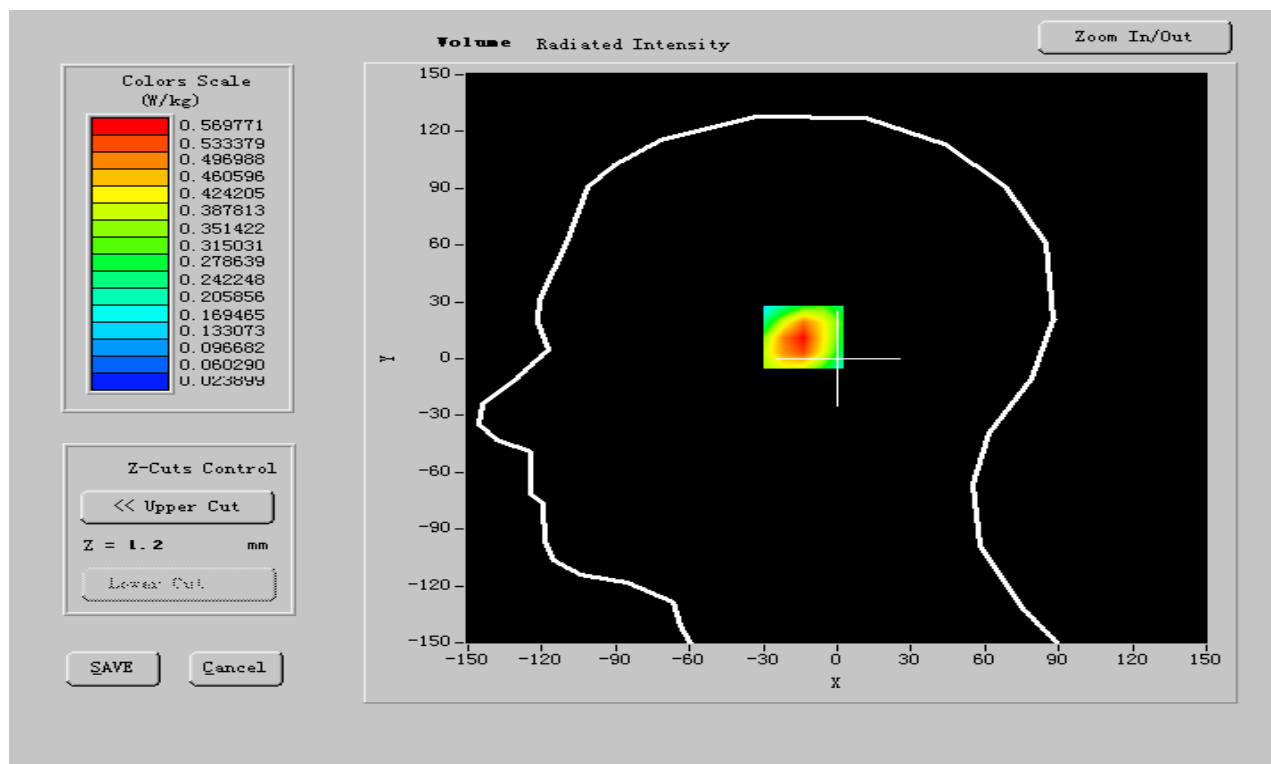 Volume Radiated Intensity
Zoom In/Out
Colors Scale
(W/kg)
0.569771
0.533379
0.496988
0.460596
0.424205
0.387813
0.351422
0.315031
0.278639
0.242248
0.205856
0.169465
0.133073
0.096682
0.060290
0.023899
Z-Cuts Control
<< Upper Cut
Z = 1.2 mm
Lower Cut
SAVE
Cancel
150
120
90
60
30
0
-30
-60
-90
-120
-150
Y
-150 -120 -90 -60 -30 0 30 60 90 120 150
X